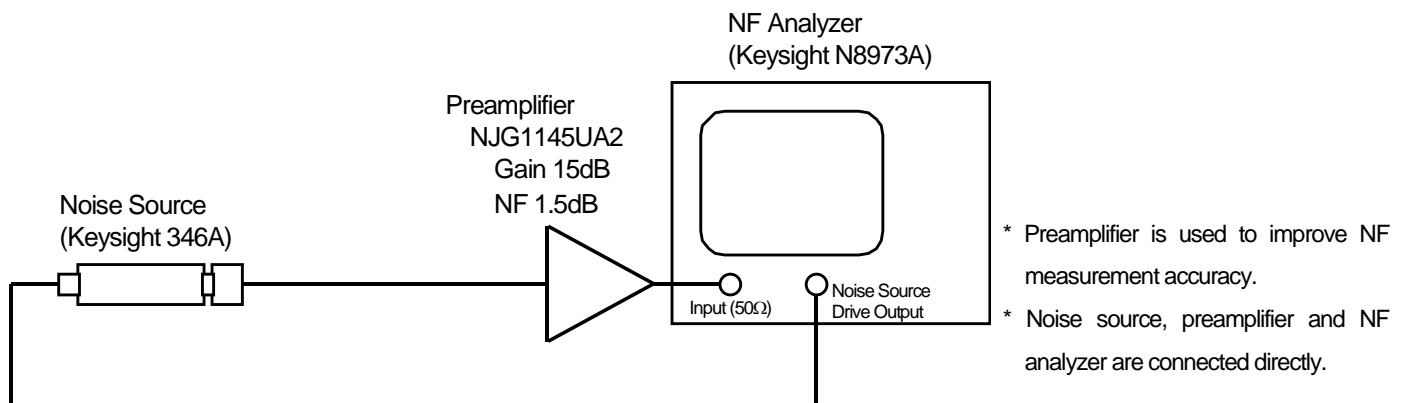 NF Analyzer
(Keysight N8973A)
Preamplifier
NJG1145UA2
Gain 15dB
NF 1.5dB
Noise Source
(Keysight 346A)
Input (50Ω)
Noise Source
Drive Output
* Preamplifier is used to improve NF
measurement accuracy.
* Noise source, preamplifier and NF
analyzer are connected directly.